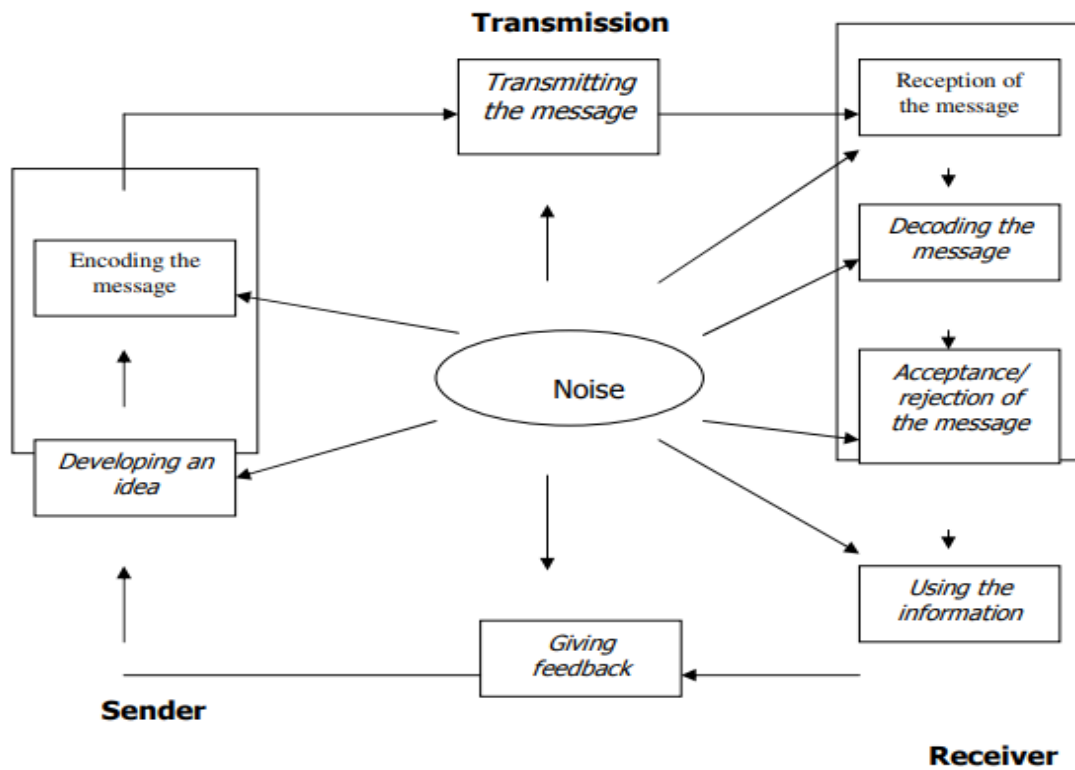 Transmission
Transmitting
the message
Reception of
the message
Encoding the
message
Decoding the
message
Noise
Acceptance/
rejection of
the message
Developing an
idea
Using the
information
Giving
feedback
Sender
Receiver